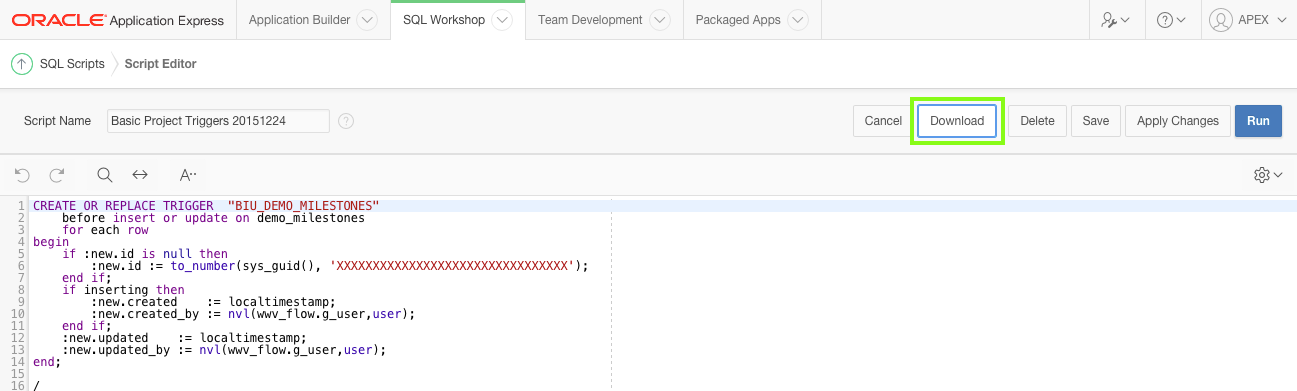 ORACLE Application Express Application Builder SQL Workshop Team Development Packaged Apps APEX
SQL Scripts Script Editor
Script Name Basic Project Triggers 20151224 Cancel Download Delete Save Apply Changes Run
A
1 CREATE OR REPLACE TRIGGER "BIU_DEMO_MILESTONES"
2 before insert or update on demo_milestones
3 for each row
4 begin
5 if :new.id is null then
6 :new.id := to_number(sys_guid(), 'XXXXXXXXXXXXXXXXXXXXXXXXXXXXXXXX');
7 end if;
8 if inserting then
9 :new.created := localtimestamp;
10 :new.created_by := nvl(wwv_flow.g_user,user);
11 end if;
12 :new.updated := localtimestamp;
13 :new.updated_by := nvl(wwv_flow.g_user,user);
14 end;
15
16 /